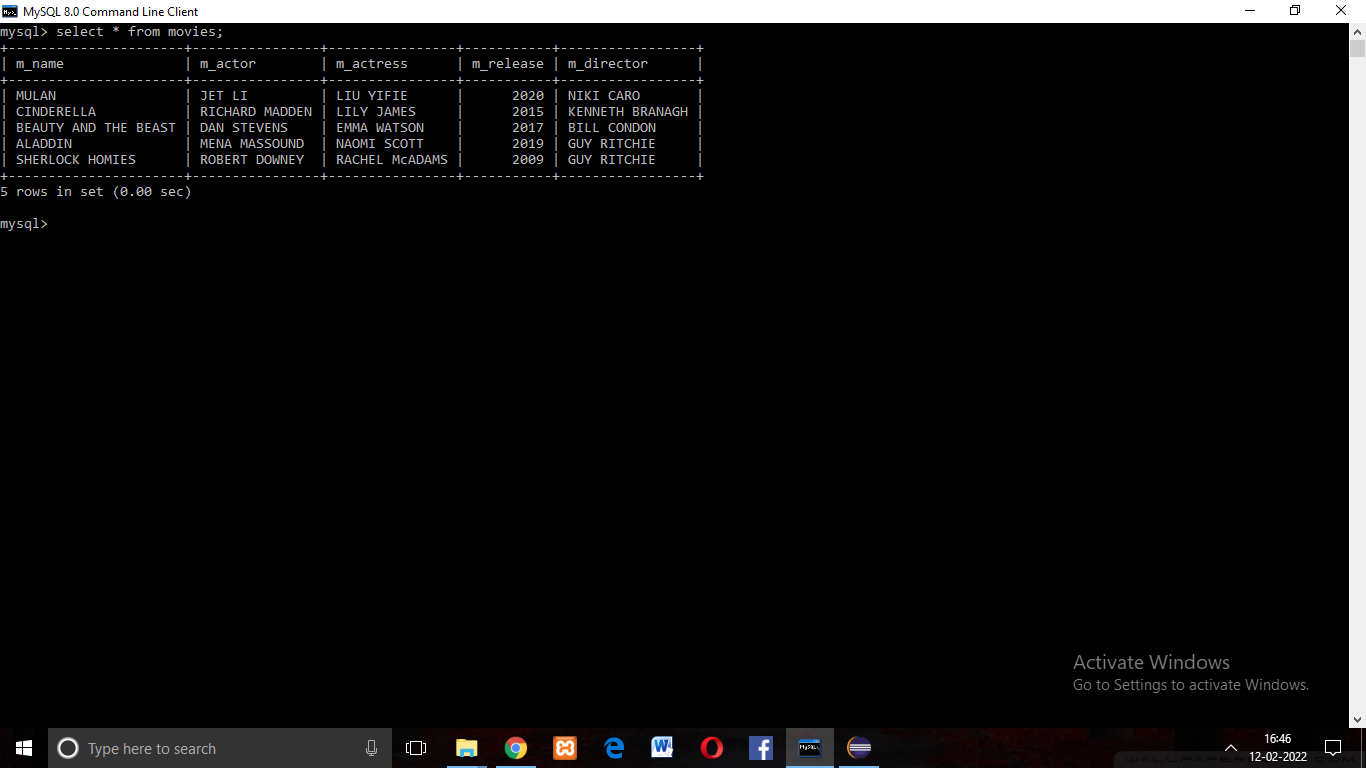 MySQL 8.0 Command Line Client
mysql> select * from movies;
+----------------------+----------------+---------------+-----------+-----------------+
| m_name               | m_actor        | m_actress     | m_release | m_director      |
+----------------------+----------------+---------------+-----------+-----------------+
| MULAN                | JET LI         | LIU YIFIE     |      2020 | NIKI CARO       |
| CINDERELLA           | RICHARD MADDEN | LILY JAMES    |      2015 | KENNETH BRANAGH |
| BEAUTY AND THE BEAST | DAN STEVENS    | EMMA WATSON   |      2017 | BILL CONDON     |
| ALADDIN              | MENA MASSOUND  | NAOMI SCOTT   |      2019 | GUY RITCHIE     |
| SHERLOCK HOMIES      | ROBERT DOWNEY  | RACHEL McADAMS |      2009 | GUY RITCHIE     |
+----------------------+----------------+---------------+-----------+-----------------+
5 rows in set (0.00 sec)
mysql>
Activate Windows
Go to Settings to activate Windows.
Type here to search
16:46
12-02-2022